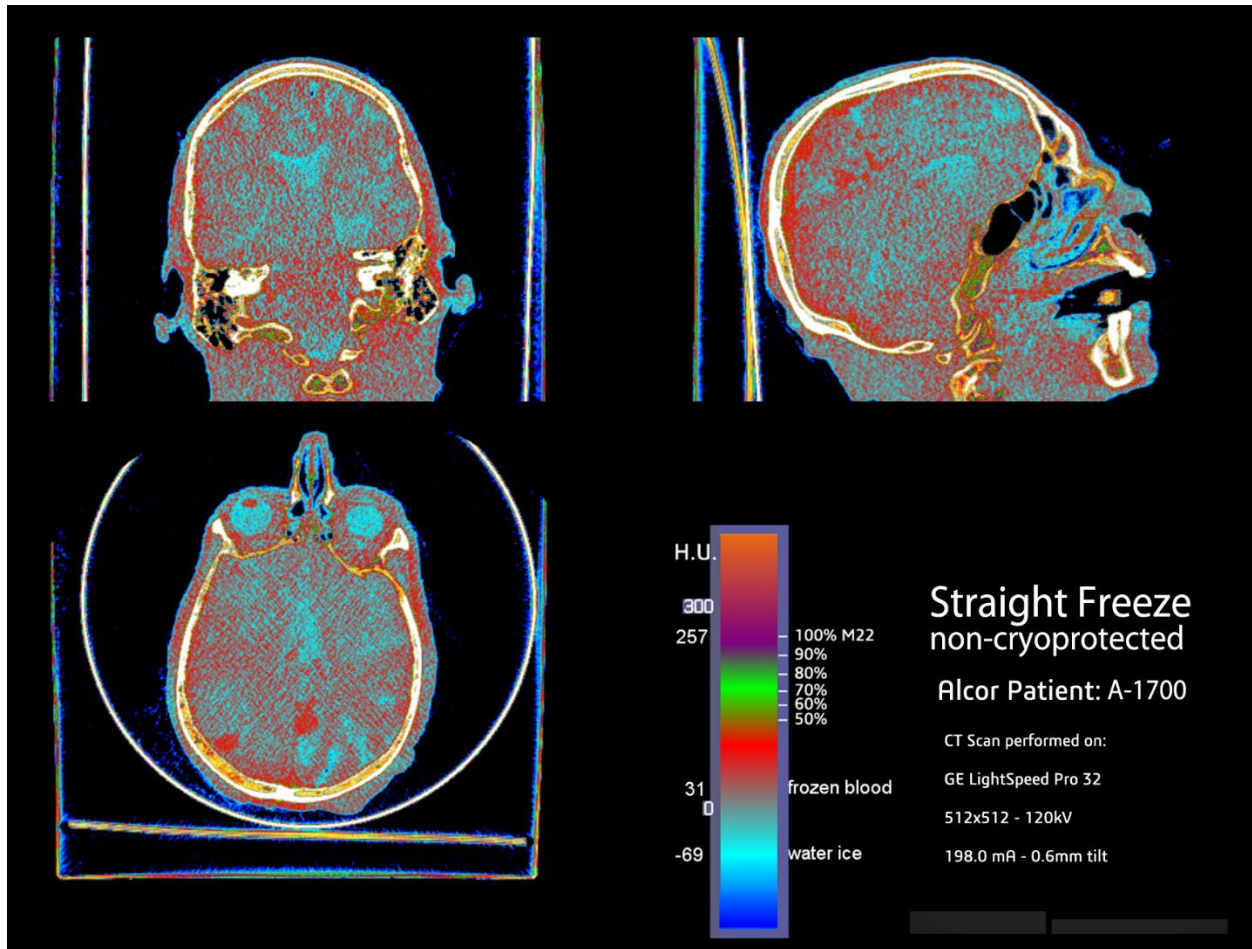 H.U.
300
257
100% M22
90%
80%
70%
60%
50%
31
frozen blood
0
-69
water ice
Straight Freeze
non-cryoprotected
Alcor Patient: A-1700
CT Scan performed on:
GE LightSpeed Pro 32
512x512 - 120kV
198.0 mA - 0.6mm tilt